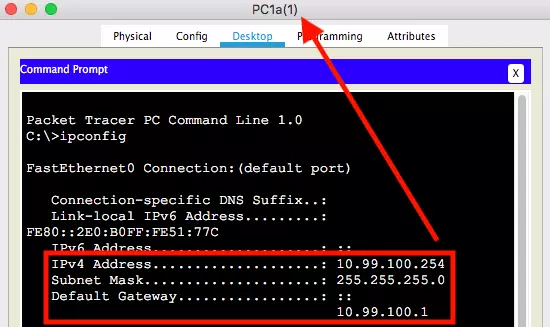 PC1a(1)
Physical Config Desktop Programming Attributes
Command Prompt X
Packet Tracer PC Command Line 1.0
C:\>ipconfig
FastEthernet0 Connection:(default port)
Connection-specific DNS Suffix..:
Link-local IPv6 Address.........:
FE80::2E0:B0FF:FE51:77C
IPv6 Address....................: ::
IPv4 Address....................: 10.99.100.254
Subnet Mask.....................: 255.255.255.0
Default Gateway.................: ::
10.99.100.1